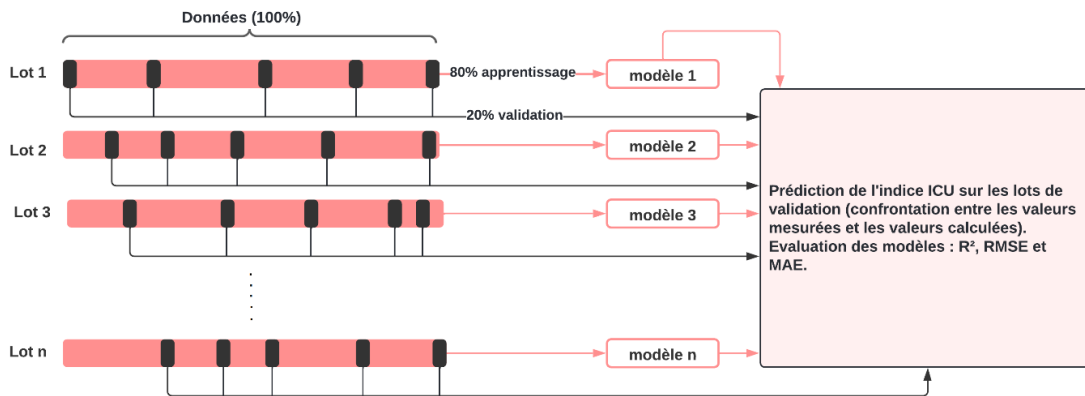 Données (100%)
Lot 1
80% apprentissage
modèle 1
20% validation
Lot 2
modèle 2
Lot 3
modèle 3
Prédiction de l'indice ICU sur les lots de
validation (confrontation entre les valeurs
mesurées et les valeurs calculées).
Evaluation des modèles : R², RMSE et
MAE.
Lot n
modèle n